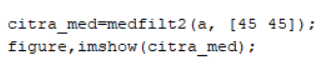 citra_med=medfilt2(a, [45 45]);
figure,imshow(citra_med);